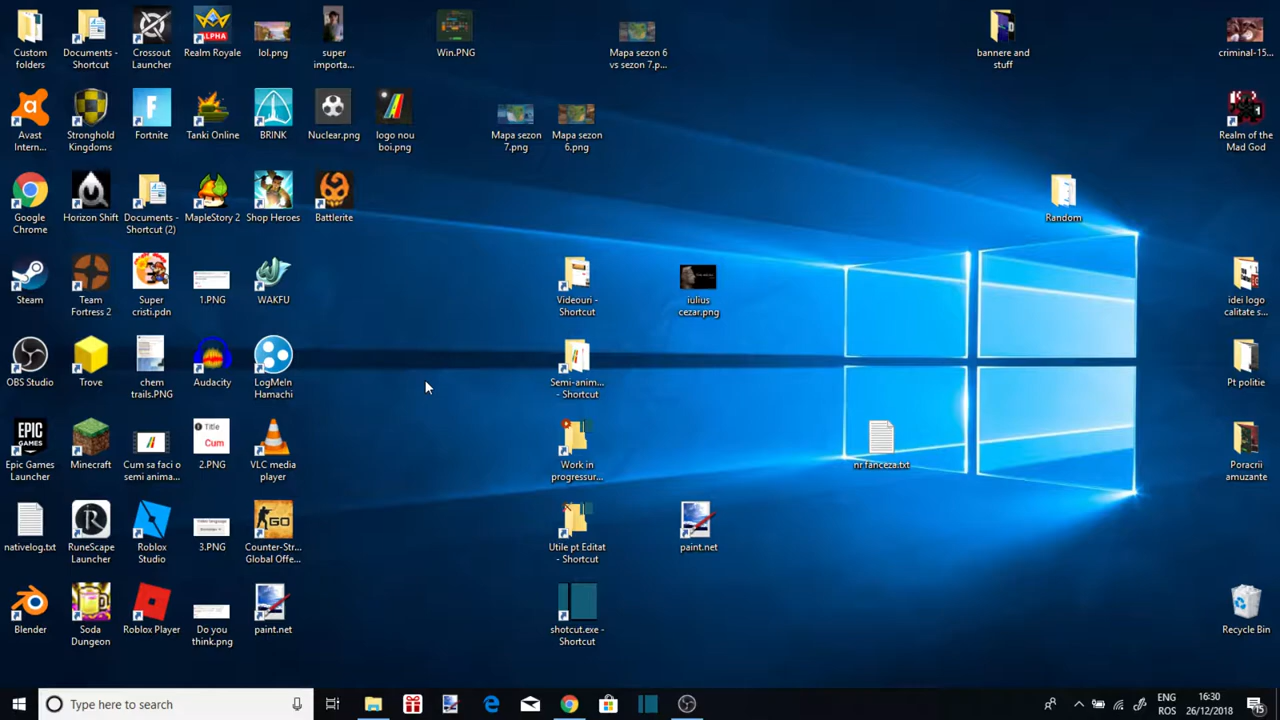 Custom
folders
Documents -
Shortcut
Crossout
Launcher
Realm Royale
lol.png
super
importa...
Win.PNG
Mapa sezon 6
vs sezon 7.p...
bannere and
stuff
criminal-15...
Avast
Intern...
Stronghold
Kingdoms
Fortnite
Tanki Online
BRINK
Nuclear.png
logo nou
boi.png
Mapa sezon
7.png
Mapa sezon
6.png
Realm of the
Mad God
Google
Chrome
Horizon Shift
Documents -
Shortcut (2)
MapleStory 2
Shop Heroes
Battlerite
Random
Steam
Team
Fortress 2
Super
cristi.pdn
1.PNG
WAKFU
Videouri -
Shortcut
iulius
cezar.png
idei logo
calitate s...
OBS Studio
Trove
chem
trails.PNG
Audacity
LogMeIn
Hamachi
Semi-anim...
- Shortcut
Pt politie
EPIC
GAMES
Epic Games
Launcher
Minecraft
Cum sa faci o
semi anima...
Title
Cum
2.PNG
VLC media
player
Work in
progressur...
nr fanceza.txt
Poracrii
amuzante
nativelog.txt
RuneScape
Launcher
Roblox
Studio
3.PNG
GO
Counter-Str...
Global Offe...
Utile pt Editat
- Shortcut
paint.net
Blender
Soda
Dungeon
Roblox Player
Do you
think.png
paint.net
shotcut.exe -
Shortcut
Recycle Bin
Type here to search
ENG
ROS
16:30
26/12/2018
15